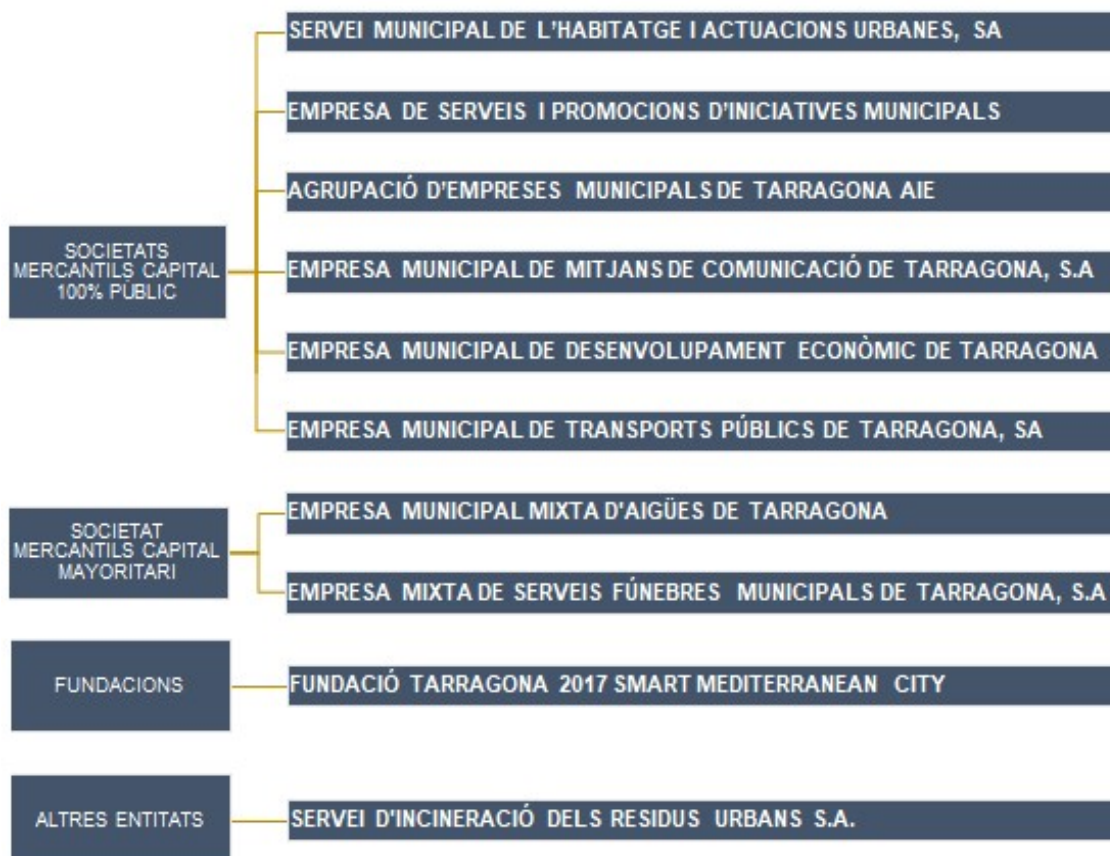 SERVEI MUNICIPAL DE L'HABITATGE I ACTUACIONS URBANES, SA
EMPRESA DE SERVEIS I PROMOCIONS D'INICIATIVES MUNICIPALS
AGRUPACIÓ D'EMPRESES MUNICIPALS DE TARRAGONA AIE
SOCIETATS
MERCANTILS CAPITAL
100% PÚBLIC
EMPRESA MUNICIPAL DE MITJANS DE COMUNICACIÓ DE TARRAGONA, S.A
EMPRESA MUNICIPAL DE DESENVOLUPAMENT ECONÒMIC DE TARRAGONA
EMPRESA MUNICIPAL DE TRANSPORTS PÚBLICS DE TARRAGONA, SA
SOCIETAT
MERCANTILS CAPITAL
MAYORITARI
EMPRESA MUNICIPAL MIXTA D'AIGÜES DE TARRAGONA
EMPRESA MIXTA DE SERVEIS FÚNEBRES MUNICIPALS DE TARRAGONA, S.A
FUNDACIONS
FUNDACIÓ TARRAGONA 2017 SMART MEDITERRANEAN CITY
ALTRES ENTITATS
SERVEI D'INCINERACIÓ DELS RESIDUS URBANS S.A.